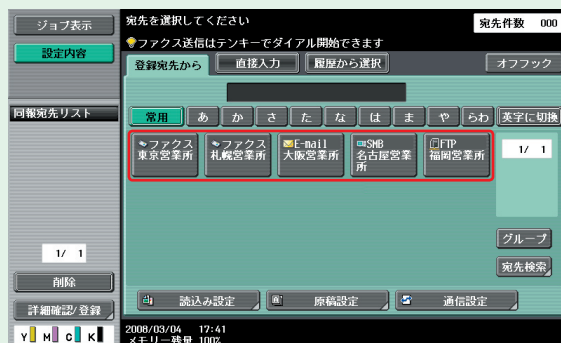 ジョブ表示
宛先を選択してください
宛先件数 000
ファクス送信はテンキーでダイアル開始できます
設定内容
登録宛先から
直接入力
履歴から選択
オフフック
同報宛先リスト
常用
あ
か
さ
た
な
は
ま
や
らわ
英字に切換
ファクス
東京営業所
ファクス
札幌営業所
E-mail
大阪営業所
SMB
名古屋営業
所
FTP
福岡営業所
1/ 1
1/ 1
グループ
宛先検索
削除
読込み設定
原稿設定
通信設定
詳細確認/登録
Y M C K
2008/03/04 17:41
メモリー残量 100%